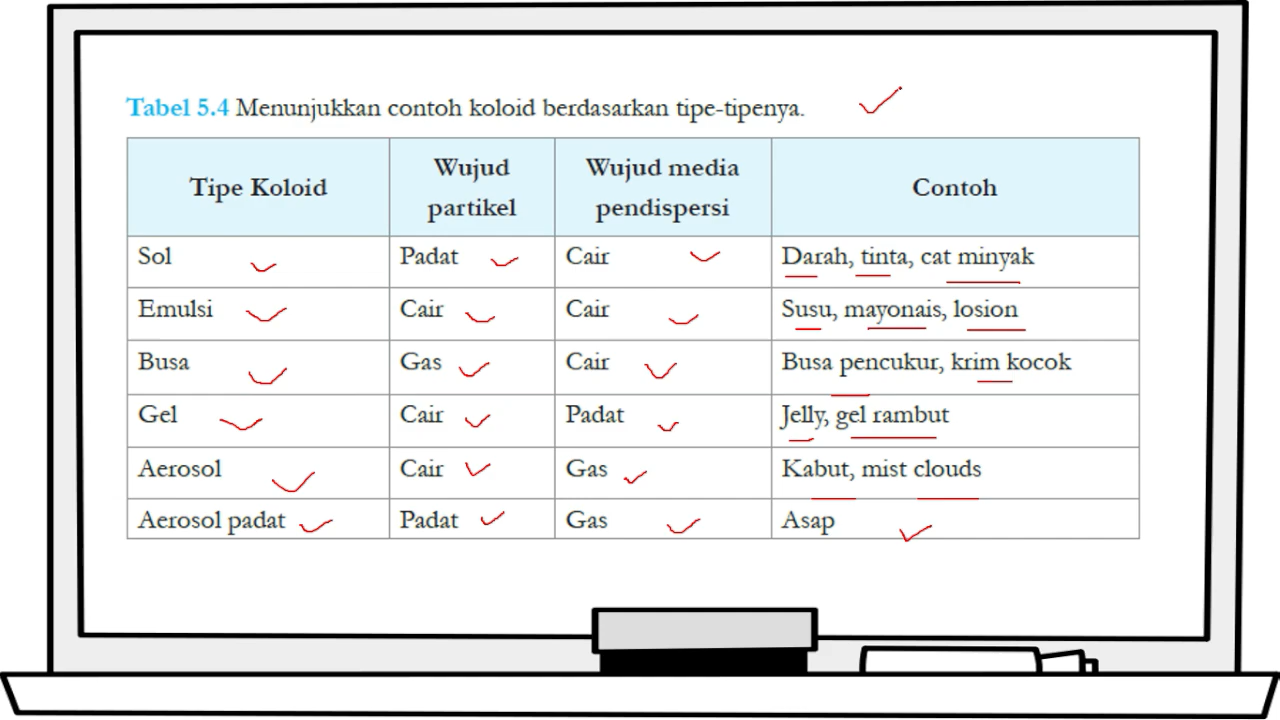 Tabel 5.4 Menunjukkan contoh koloid berdasarkan tipe-tipenya.
Tipe Koloid Wujud partikel Wujud media pendispersi Contoh
Sol Padat Cair Darah, tinta, cat minyak
Emulsi Cair Cair Susu, mayonais, losion
Busa Gas Cair Busa pencukur, krim kocok
Gel Cair Padat Jelly, gel rambut
Aerosol Cair Gas Kabut, mist clouds
Aerosol padat Padat Gas Asap